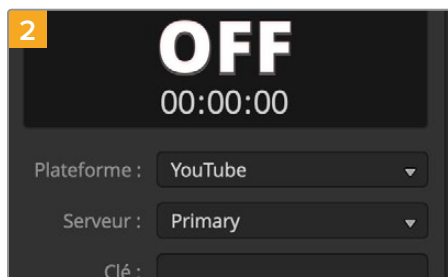 2
OFF
00:00:00
Plateforme : YouTube
Serveur : Primary
Clé :